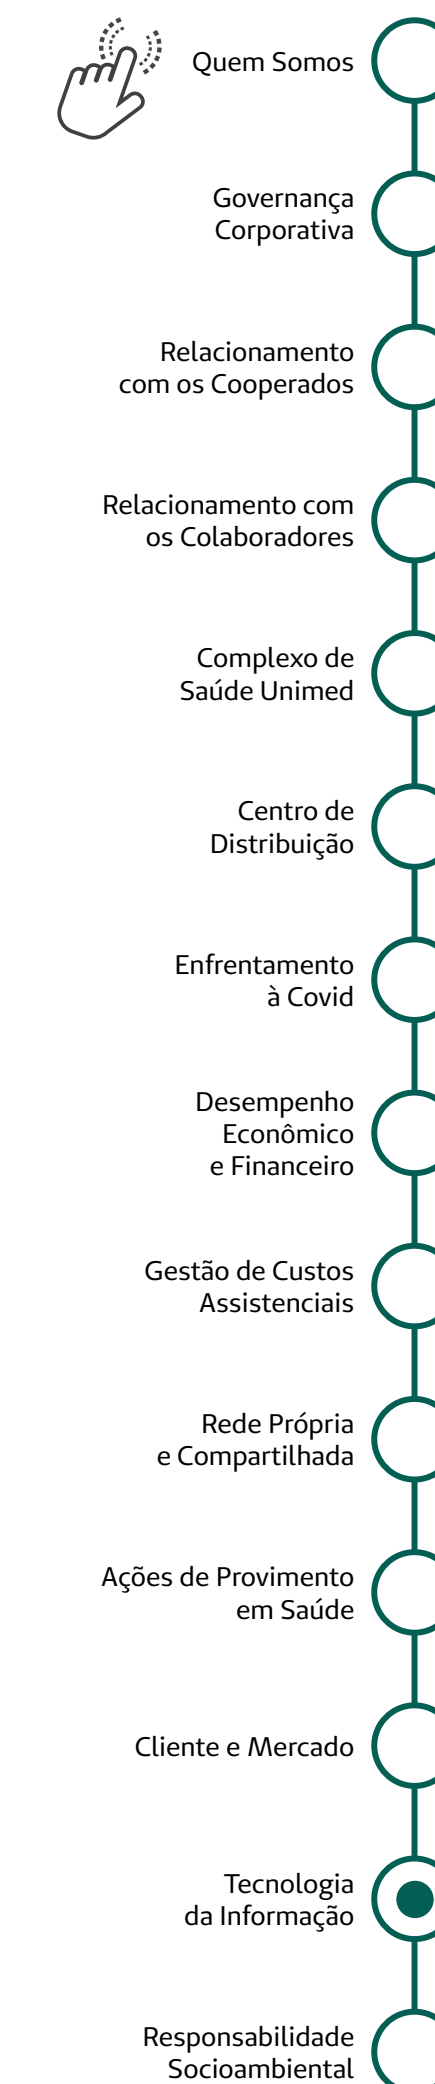 Quem Somos
Governança
Corporativa
Relacionamento
com os Cooperados
Relacionamento com
os Colaboradores
Complexo de
Saúde Unimed
Centro de
Distribuição
Enfrentamento
à Covid
Desempenho
Econômico
e Financeiro
Gestão de Custos
Assistenciais
Rede Própria
e Compartilhada
Ações de Provimento
em Saúde
Cliente e Mercado
Tecnologia
da Informação
Responsabilidade
Socioambiental